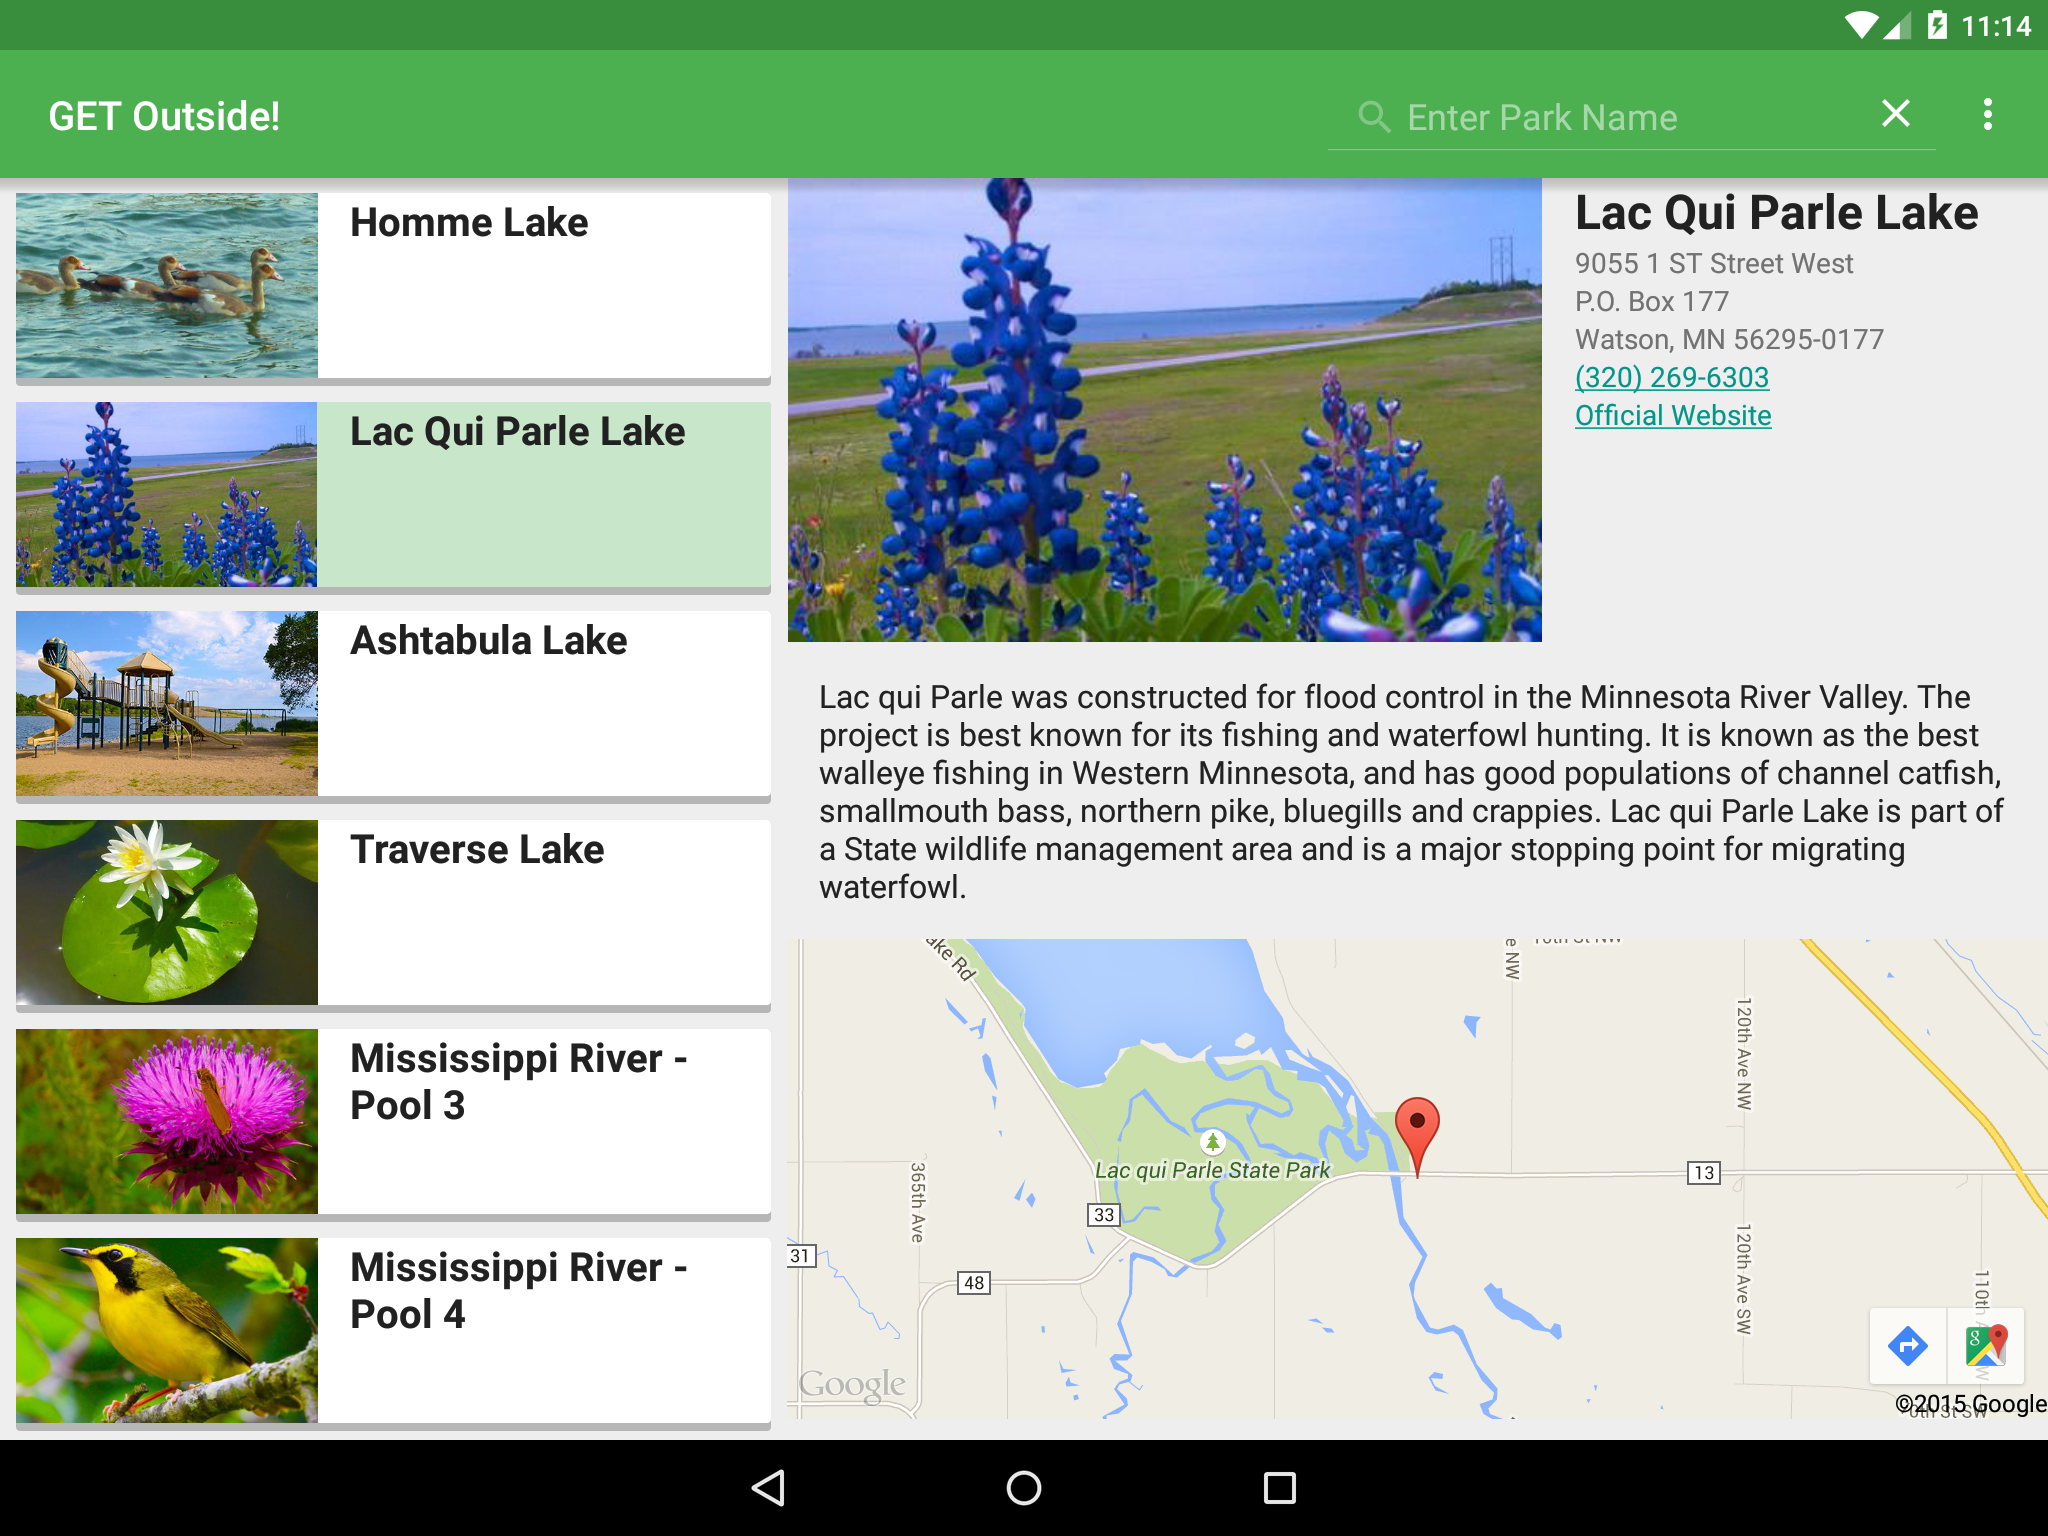 11:14
GET Outside!
Enter Park Name
Homme Lake
Lac Qui Parle Lake
Ashtabula Lake
Traverse Lake
Mississippi River -
Pool 3
Mississippi River -
Pool 4
Lac Qui Parle Lake
9055 1 ST Street West
P.O. Box 177
Watson, MN 56295-0177
(320) 269-6303
Official Website
Lac qui Parle was constructed for flood control in the Minnesota River Valley. The
project is best known for its fishing and waterfowl hunting. It is known as the best
walleye fishing in Western Minnesota, and has good populations of channel catfish,
smallmouth bass, northern pike, bluegills and crappies. Lac qui Parle Lake is part of
a State wildlife management area and is a major stopping point for migrating
waterfowl.
ake Rd
e NW
120th Ave NW
Lac qui Parle State Park
13
365th Ave
33
31
48
120th Ave SW
110th
Google
©2015 Google